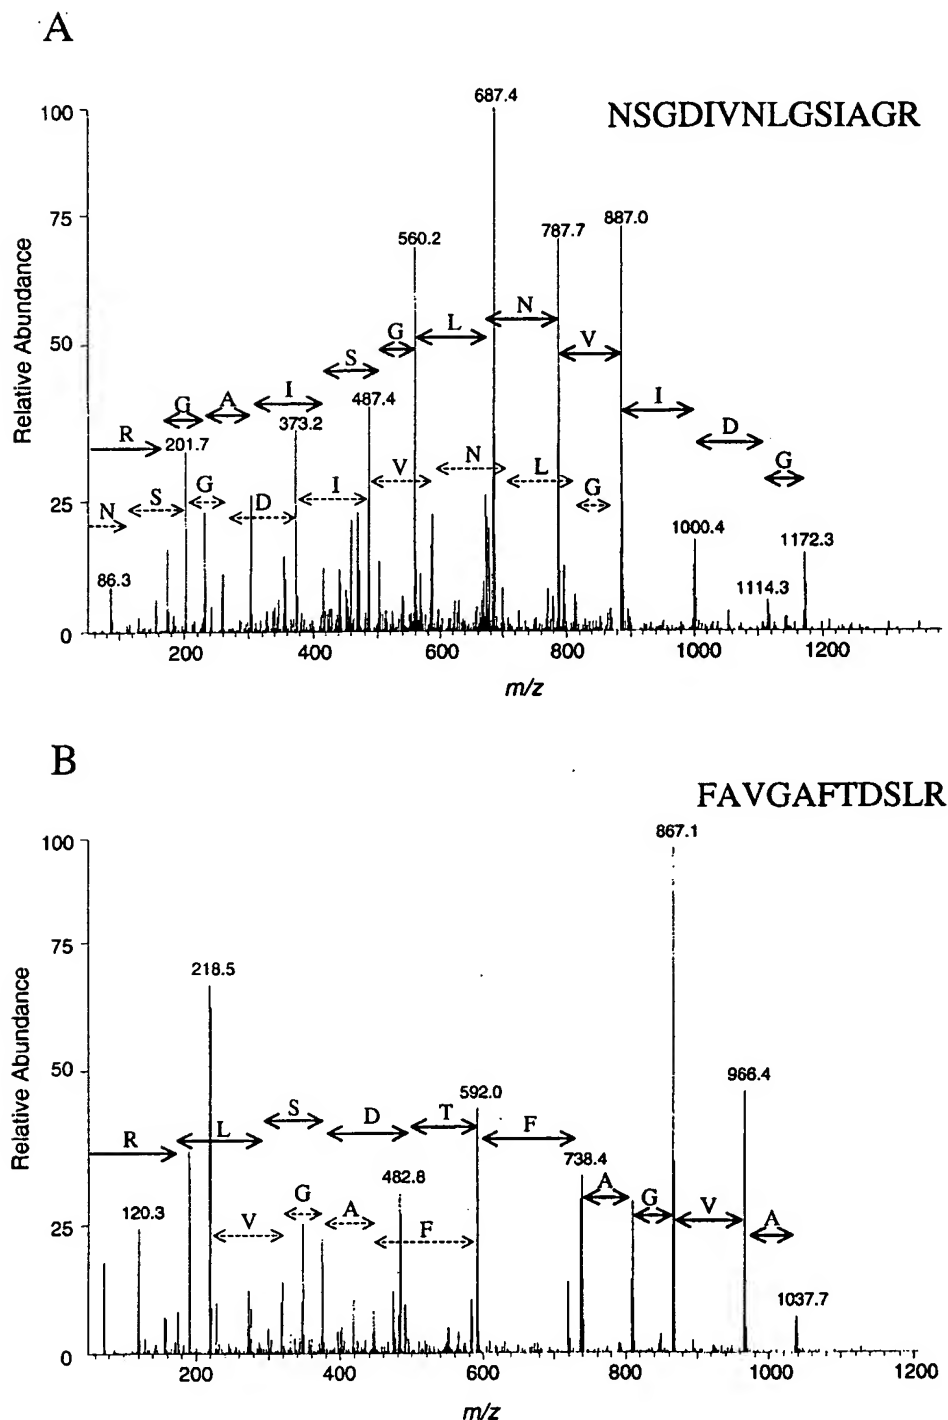 A
NSGDIVNLGSIAGR
687.4
100
75
50
25
0
Relative Abundance
887.0
787.7
560.2
N
L
G
V
S
I
487.4
A
G
373.2
I
R
201.7
D
G
N
V
L
I
G
D
G
S
N
1000.4
1172.3
86.3
1114.3
200
400
600
800
1000
1200
m/z
B
FAVGAFTDSLR
867.1
100
75
50
25
0
Relative Abundance
218.5
966.4
592.0
S
D
T
F
R
L
738.4
482.8
A
G
V
A
120.3
G
A
F
V
1037.7
200
400
600
800
1000
1200
m/z